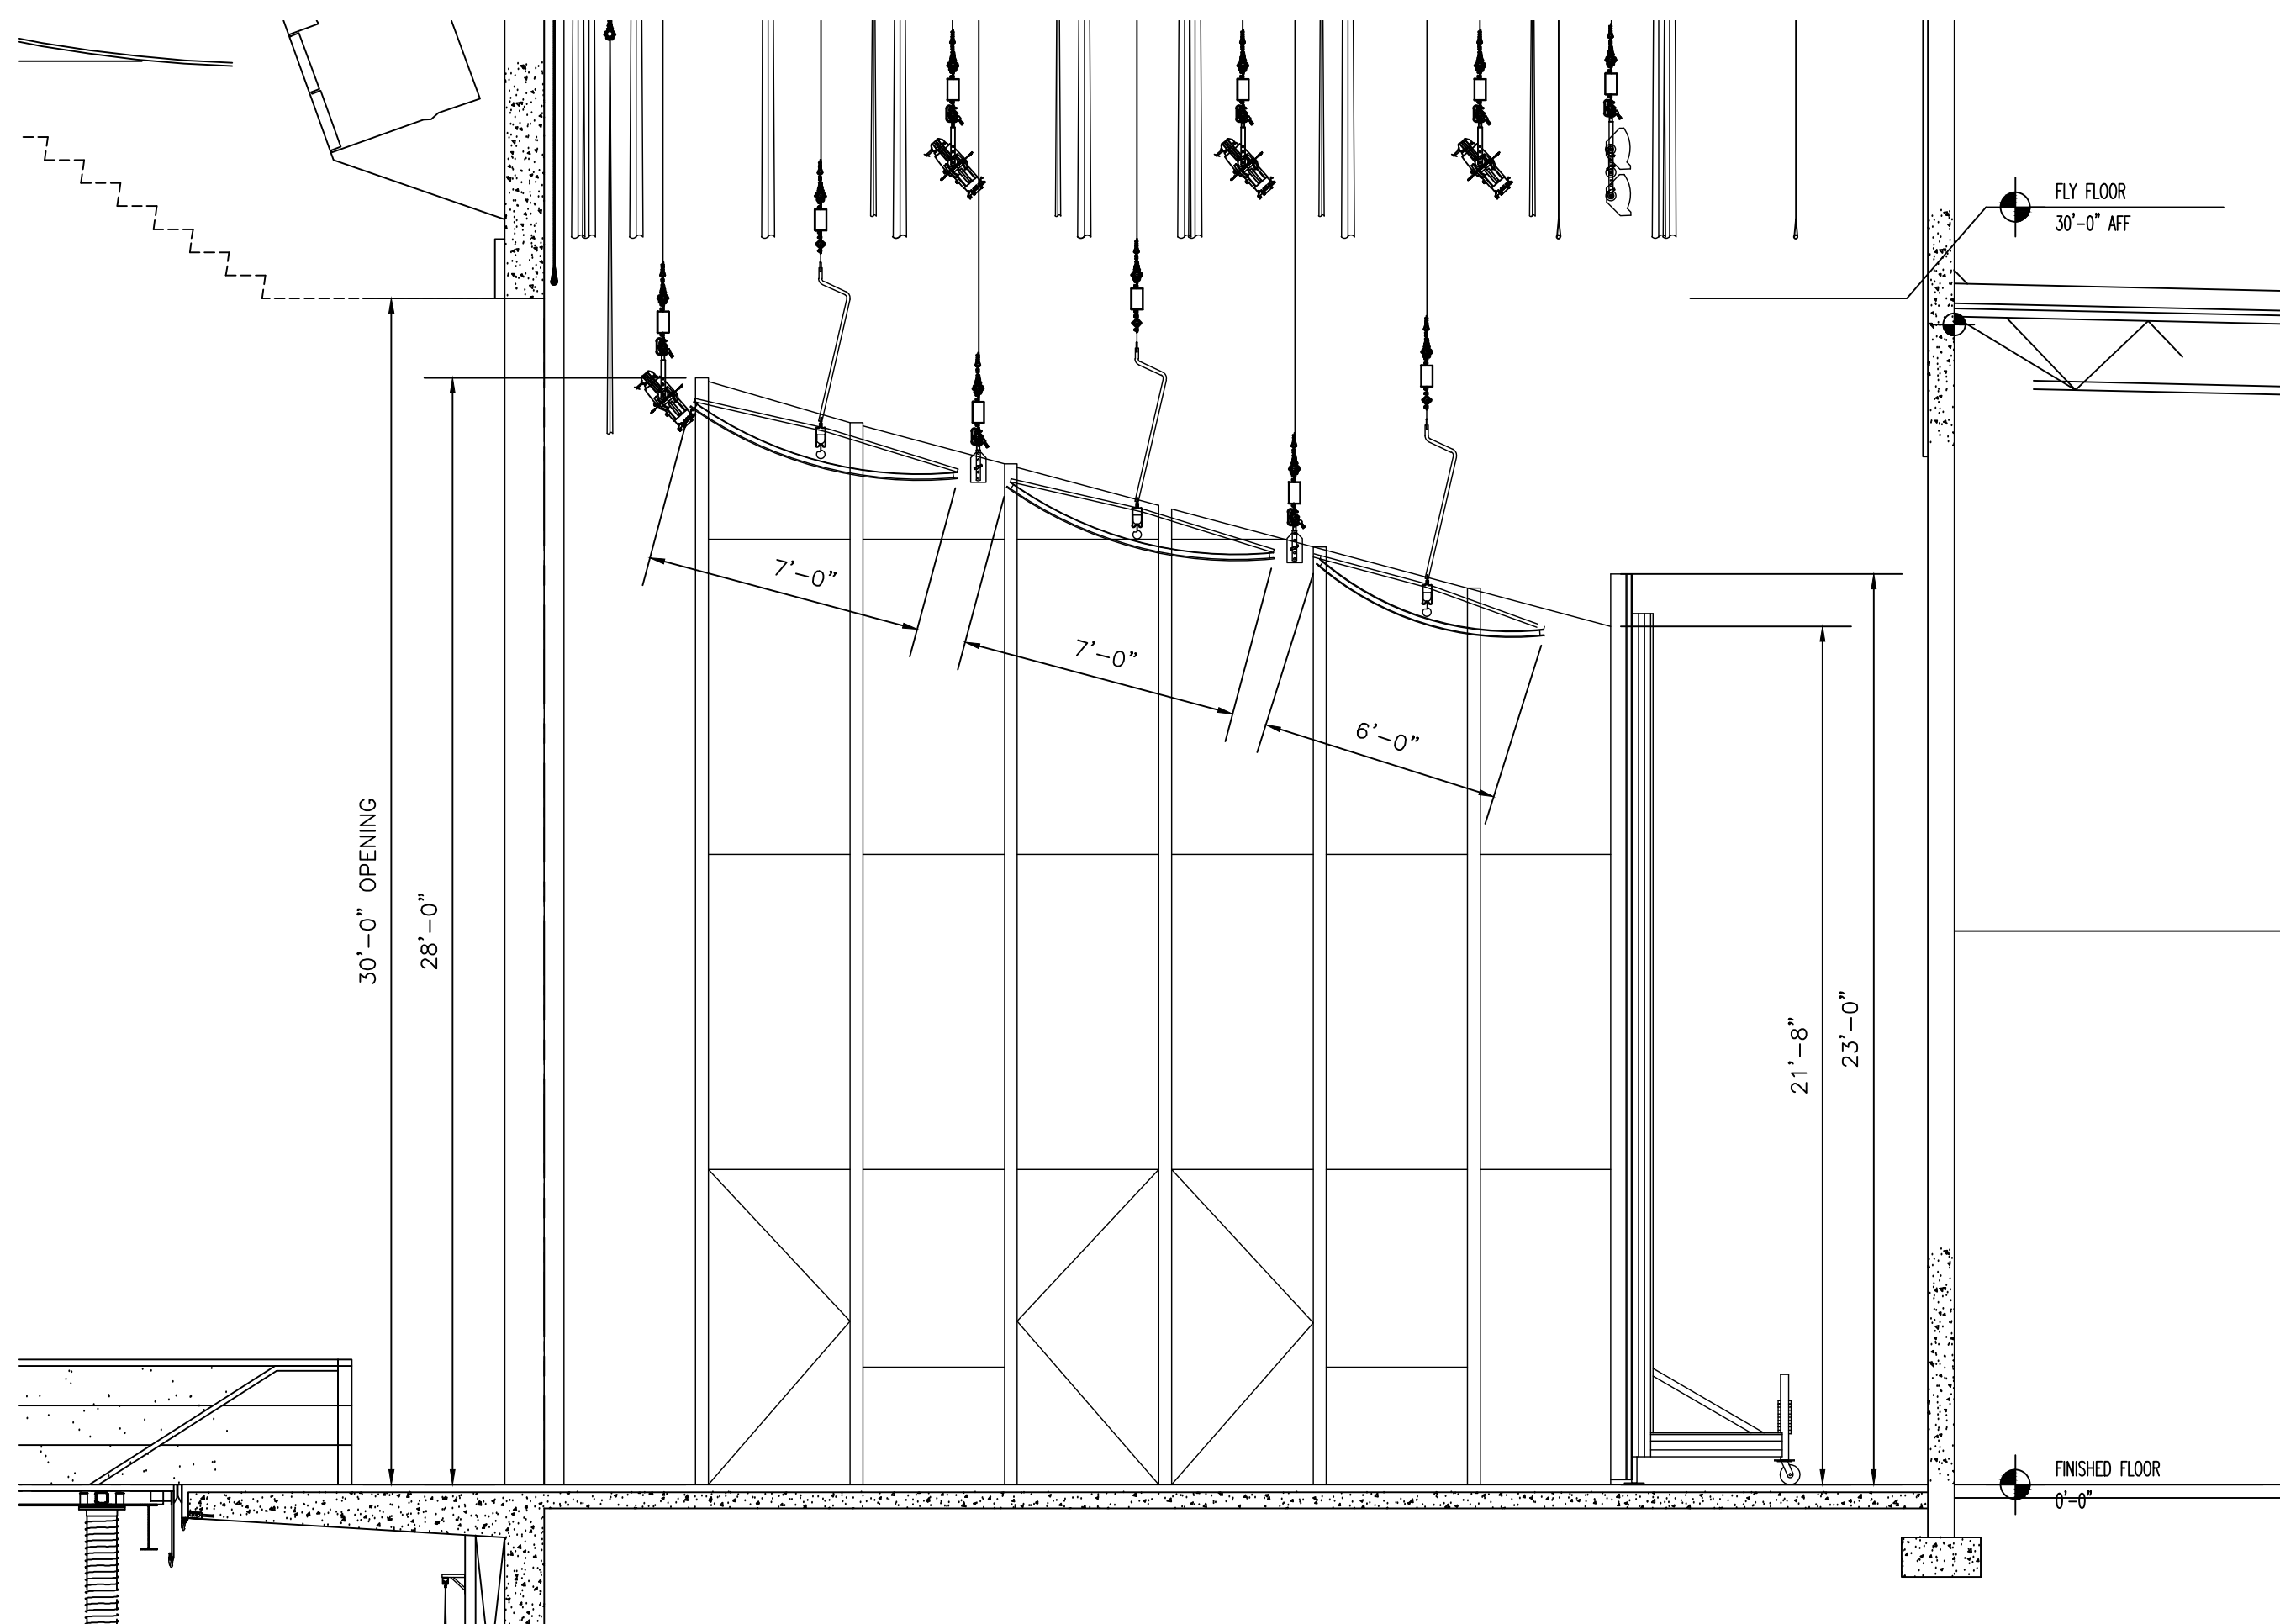 FLY FLOOR
30'-0" AFF
7'-0"
7'-0"
6'-0"
30'-0" OPENING
28'-0"
21'-8"
23'-0"
FINISHED FLOOR
0'-0"